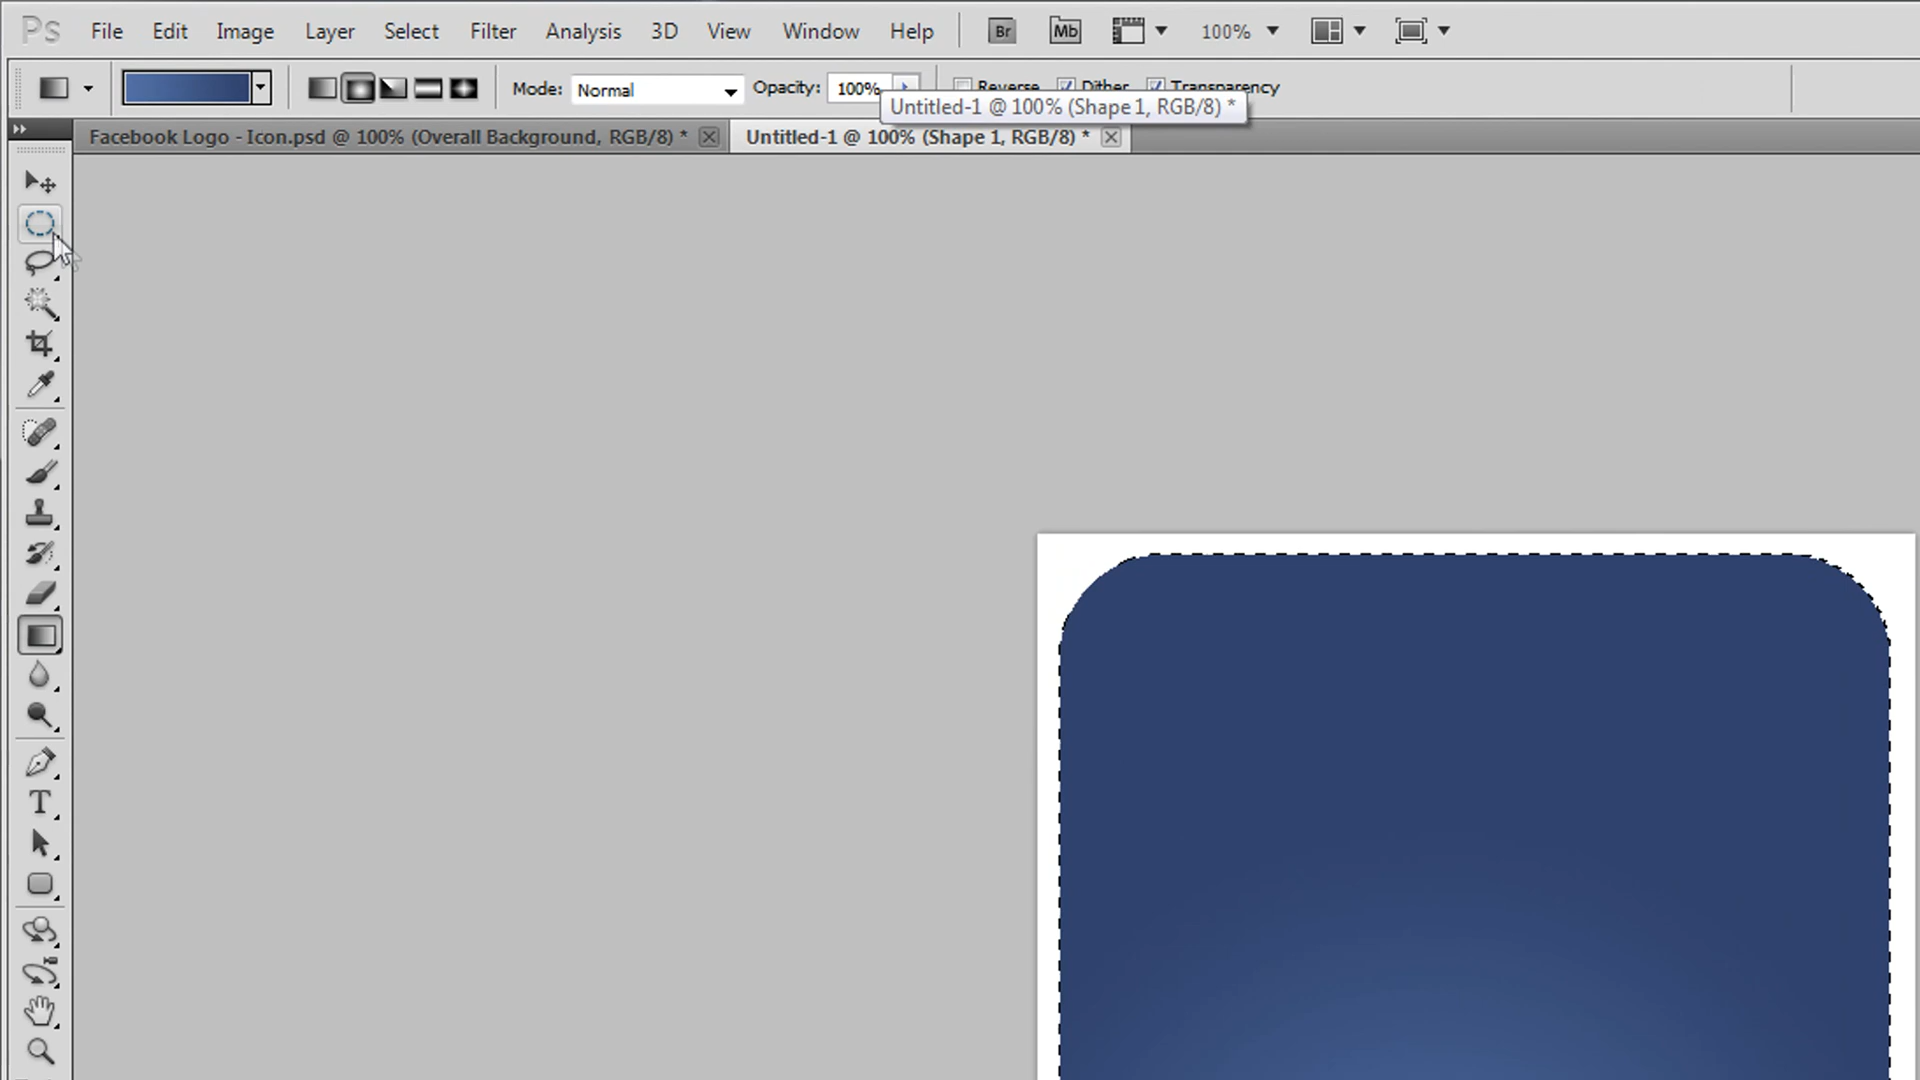 Ps File Edit Image Layer Select Filter Analysis 3D View Window Help Br Mb 100%
Mode: Normal Opacity: 100% Reverse Dither Transparency
Untitled-1 @ 100% (Shape 1, RGB/8) *
Facebook Logo - Icon.psd @ 100% (Overall Background, RGB/8) * Untitled-1 @ 100% (Shape 1, RGB/8) *
T